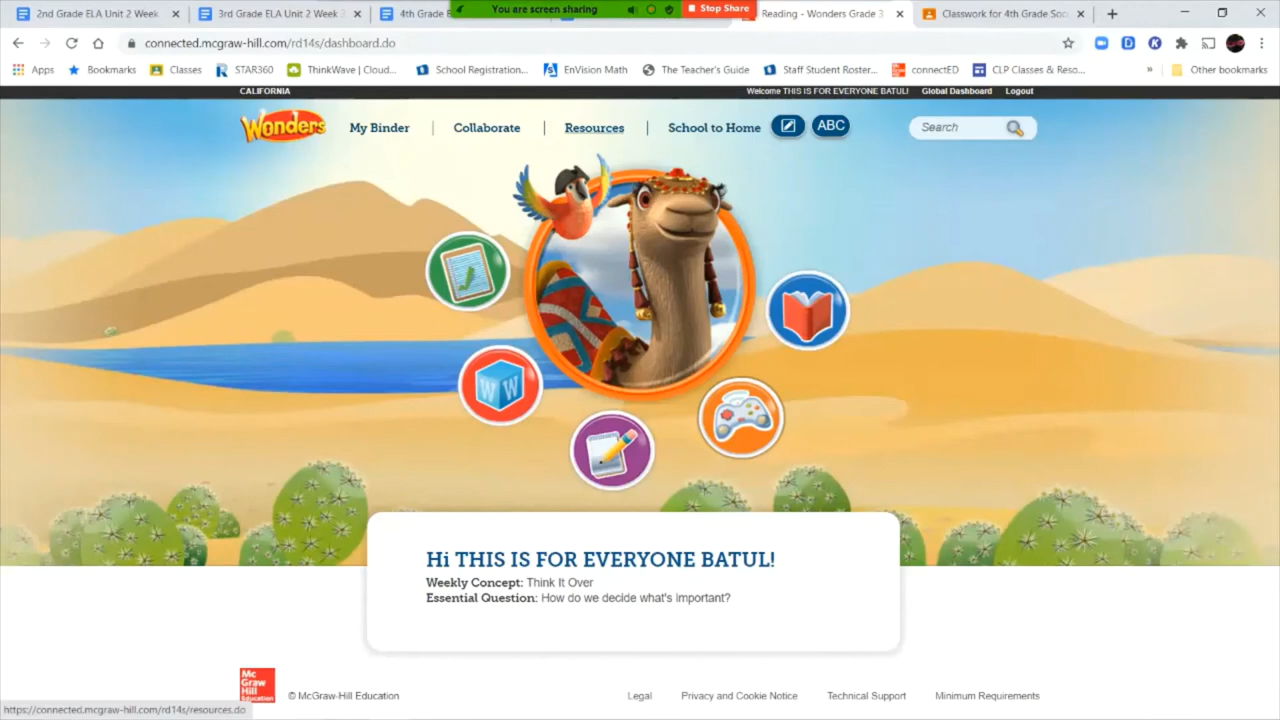 2nd Grade ELA Unit 2 Week
3rd Grade ELA Unit 2 Week 3
4th Grade E
You are screen sharing
Stop Share
Reading - Wonders Grade 3
Classwork for 4th Grade Soc
connected.mcgraw-hill.com/rd14s/dashboard.do
Apps
Bookmarks
Classes
STAR360
ThinkWave | Cloud...
School Registration...
EnVision Math
The Teacher's Guide
Staff Student Roster...
connectED
CLP Classes & Reso...
»
Other bookmarks
CALIFORNIA
Welcome THIS IS FOR EVERYONE BATUL!
Global Dashboard
Logout
Wonders
My Binder
Collaborate
Resources
School to Home
ABC
Search
W W
Hi THIS IS FOR EVERYONE BATUL!
Weekly Concept: Think It Over
Essential Question: How do we decide what's important?
Mc
Graw
Hill
Education
© McGraw-Hill Education
Legal
Privacy and Cookie Notice
Technical Support
Minimum Requirements
https://connected.mcgraw-hill.com/rd14s/resources.do